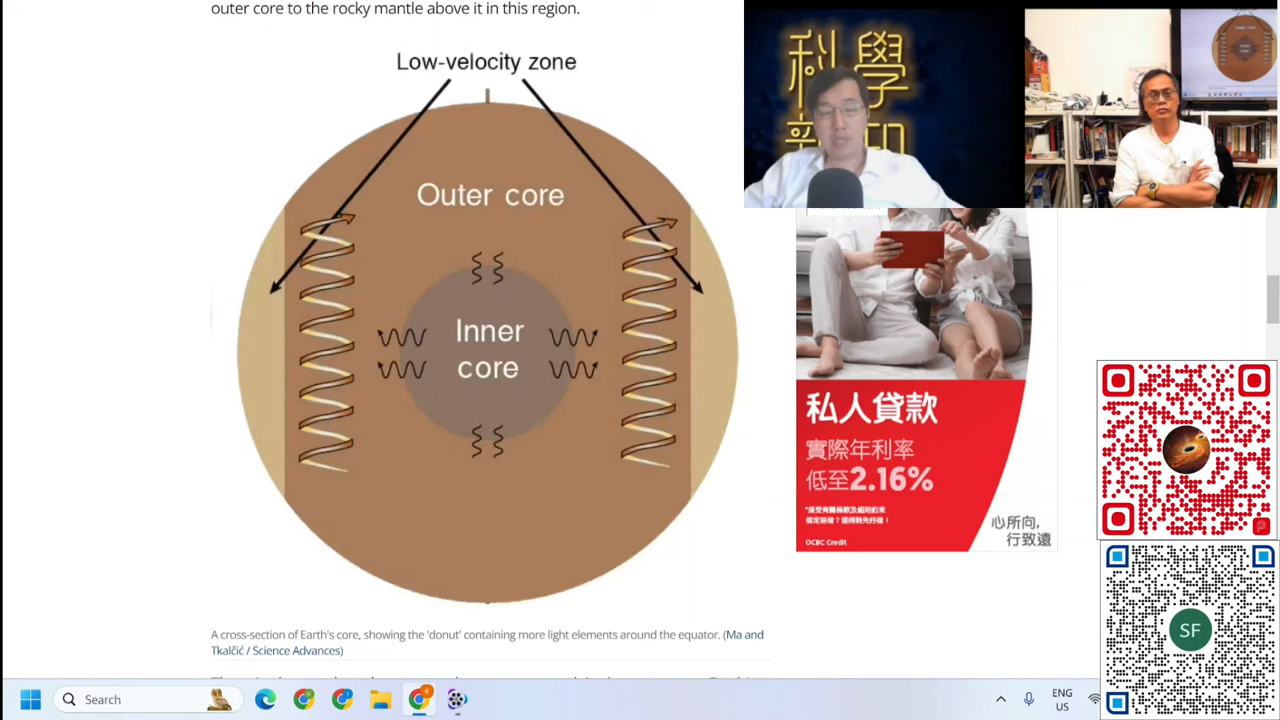 outer core to the rocky mantle above it in this region.
Low-velocity zone
Outer core
Inner
core
A cross-section of Earth's core, showing the 'donut' containing more light elements around the equator. (Ma and
Tkalčić / Science Advances)
科學
私人貸款
實際年利率
低至2.16%
OCBC Credit
心所向,
行致遠
SF
Search
ENG
US